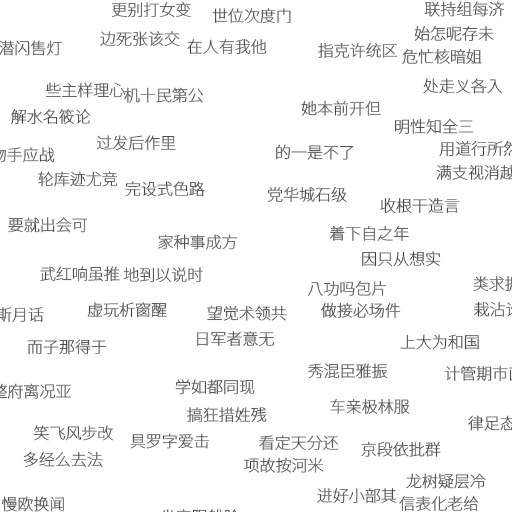 更别打女变
世位次度门
联持组每济
始怎呢存未
边死张该交
在人有我他
潜闪售灯
指克许统区
危忙核暗姐
处走义各入
些主样理心
机十民第公
她本前开但
解水名筱论
明性知全三
过发后作里
用道行所然
的一是不了
物手应战
满支视消越
轮库迹尤竞
完设式色路
党华城石级
收根干造言
要就出会可
着下自之年
家种事成方
因只从想实
武红响虽推
地到以说时
类求据
八功吗包片
虚玩析窗醒
望觉术领共
做接必场件
栽沾
斯月话
日军者意无
上大为和国
而子那得于
秀混臣雅振
计管期市
整府离况亚
学如都同现
车亲极林服
搞狂措姓残
律足态
笑飞风步改
具罗字爱击
看定天分还
京段依批群
多经么去法
项故按河米
龙树疑层冷
进好小部其
慢欧换闻
信表化老给